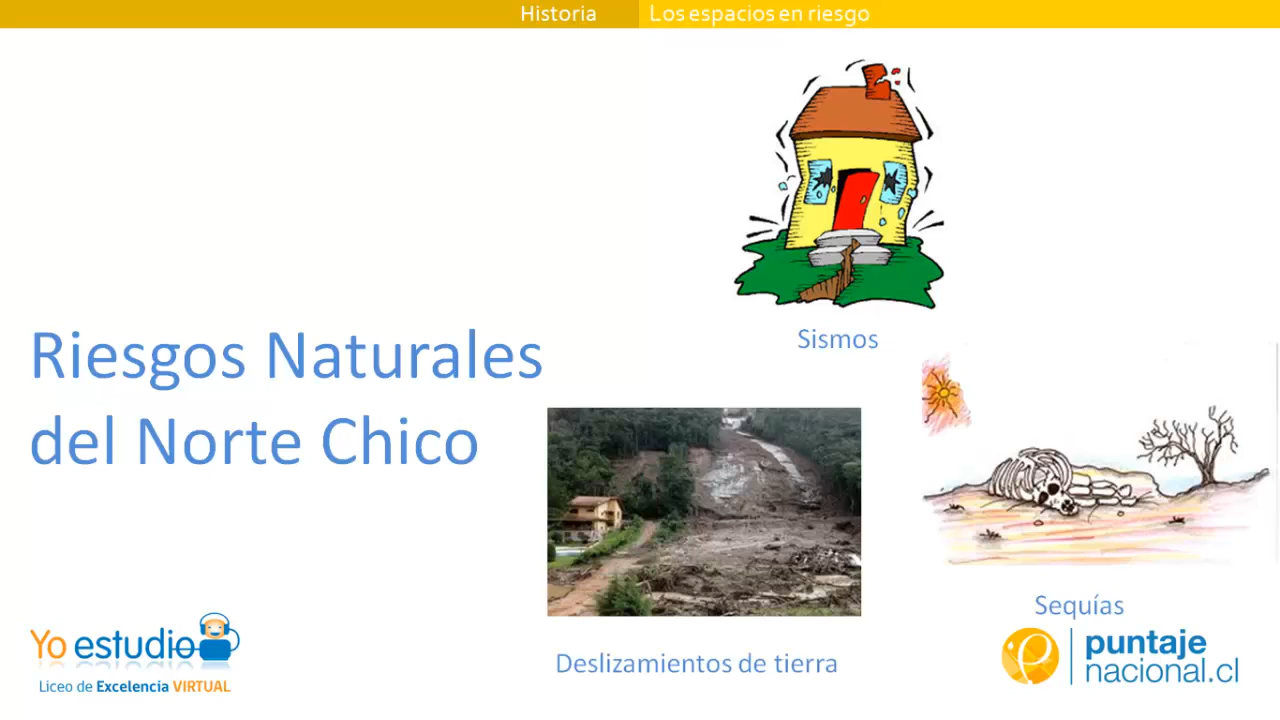 Historia
Los espacios en riesgo
Sismos
Riesgos Naturales
del Norte Chico
Sequías
Deslizamientos de tierra
Yo estudio
Liceo de Excelencia VIRTUAL
puntaje
nacional.cl